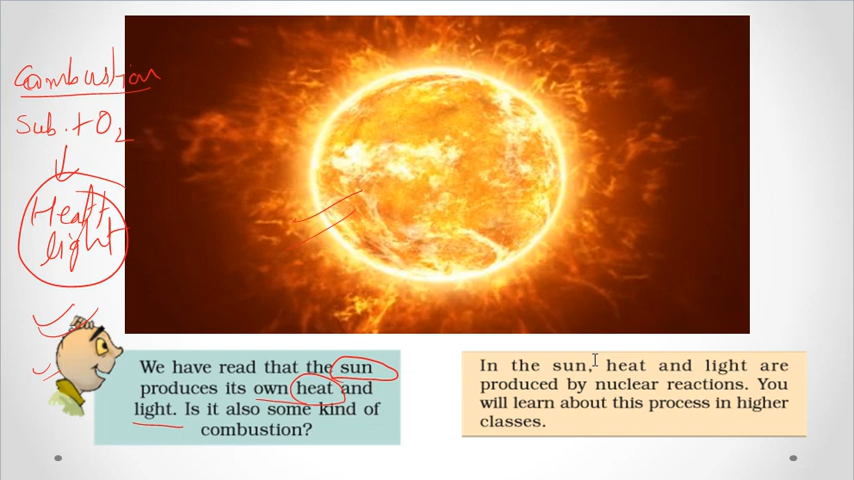 Combustion
Sub. + O2
↓
Heat +
light
We have read that the sun
produces its own heat and
light. Is it also some kind of
combustion?
In the sun, heat and light are
produced by nuclear reactions. You
will learn about this process in higher
classes.